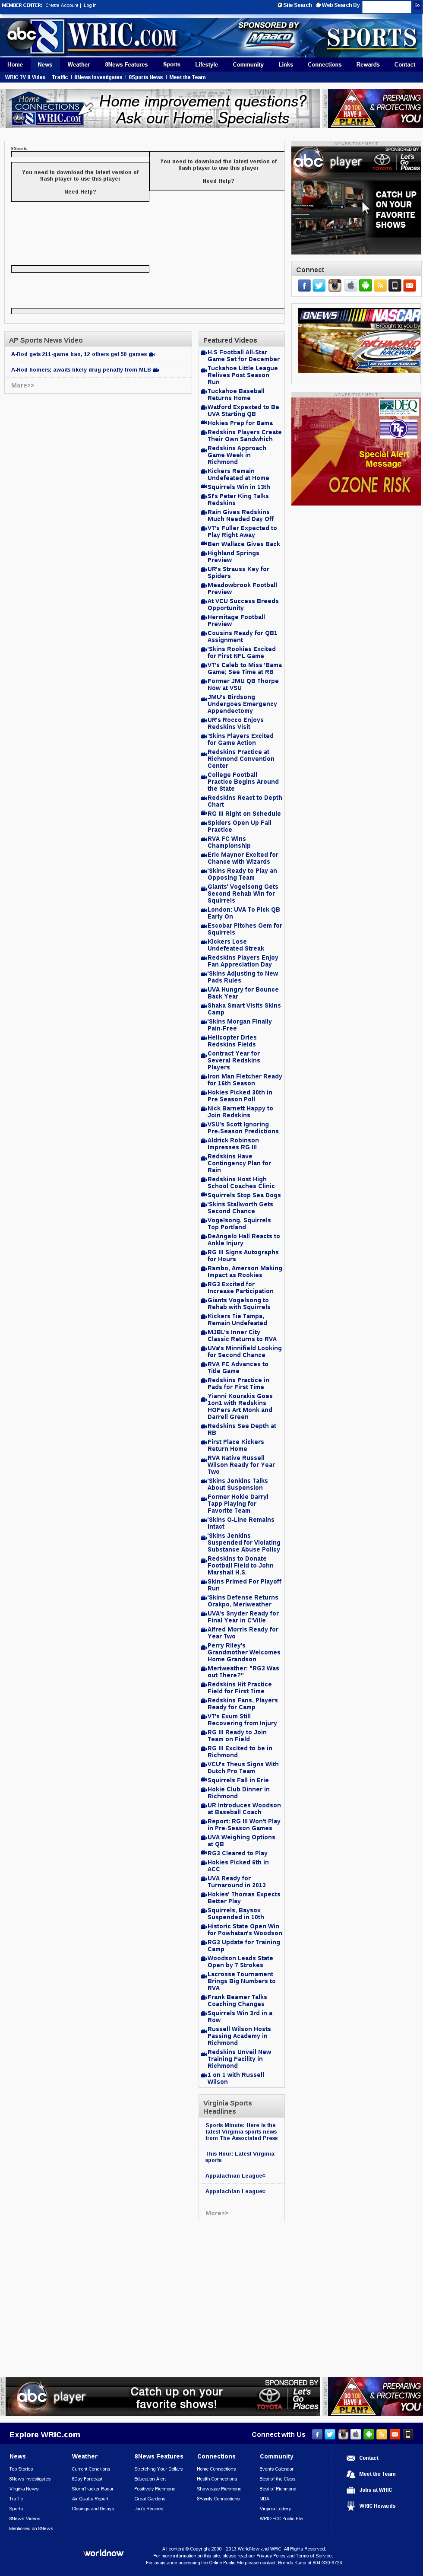 MEMBER CENTER: Create Account | Log In
Site Search Web Search By
Go
abc 8 WRIC.COM
SPONSORED BY Maaco
SPORTS
Home News Weather 8News Features Sports Lifestyle Community Links Connections Rewards Contact
WRIC TV 8 Video | Traffic | 8News Investigates | 8Sports News | Meet the Team
HOME CONNECTIONS
8 WRIC.COM
Home improvement questions?
Ask our Home Specialists
DO YOU HAVE A PLAN?
PREPARING
PROTECTING
8Sports
You need to download the latest version of
flash player to use this player
Need Help?
You need to download the latest version of
flash player to use this player
Need Help?
ADVERTISEMENT
abc player
SPONSORED BY
TOYOTA
Let's Go Places
CATCH UP
ON YOUR
FAVORITE
SHOWS
Connect
8NEWS NASCAR
Brought to you by
RICHMOND
RACEWAY
ADVERTISEMENT
DEQ
Special Alert
Message
OZONE RISK
AP Sports News Video
A-Rod gets 211-game ban, 12 others get 50 games
A-Rod homers; awaits likely drug penalty from MLB
More>>
Featured Videos
H.S Football All-Star
Game Set for December
Tuckahoe Little League
Relives Post Season
Run
Tuckahoe Baseball
Returns Home
Watford Expexted to Be
UVA Starting QB
Hokies Prep for Bama
Redskins Players Create
Their Own Sandwhich
Redskins Approach
Game Week in
Richmond
Kickers Remain
Undefeated at Home
Squirrels Win in 13th
SI's Peter King Talks
Redskins
Rain Gives Redskins
Much Needed Day Off
VT's Fuller Expected to
Play Right Away
Ben Wallace Gives Back
Highland Springs
Preview
UR's Strauss Key for
Spiders
Meadowbrook Football
Preview
At VCU Success Breeds
Opportunity
Hermitage Football
Preview
Cousins Ready for QB1
Assignment
'Skins Rookies Excited
for First NFL Game
VT's Caleb to Miss 'Bama
Game; See Time at RB
Former JMU QB Thorpe
Now at VSU
JMU's Birdsong
Undergoes Emergency
Appendectomy
UR's Rocco Enjoys
Redskins Visit
'Skins Players Excited
for Game Action
Redskins Practice at
Richmond Convention
Center
College Football
Practice Begins Around
the State
Redskins React to Depth
Chart
RG III Right on Schedule
Spiders Open Up Fall
Practice
RVA FC Wins
Championship
Eric Maynor Excited for
Chance with Wizards
'Skins Ready to Play an
Opposing Team
Giants' Vogelsong Gets
Second Rehab Win for
Squirrels
London: UVA To Pick QB
Early On
Escobar Pitches Gem for
Squirrels
Kickers Lose
Undefeated Streak
Redskins Players Enjoy
Fan Appreciation Day
'Skins Adjusting to New
Pads Rules
UVA Hungry for Bounce
Back Year
Shaka Smart Visits Skins
Camp
'Skins Morgan Finally
Pain-Free
Helicopter Dries
Redskins Fields
Contract Year for
Several Redskins
Players
Iron Man Fletcher Ready
for 16th Season
Hokies Picked 30th in
Pre Season Poll
Nick Barnett Happy to
Join Redskins
VSU's Scott Ignoring
Pre-Season Predictions
Aldrick Robinson
Impresses RG III
Redskins Have
Contingency Plan for
Rain
Redskins Host High
School Coaches Clinic
Squirrels Stop Sea Dogs
'Skins Stallworth Gets
Second Chance
Vogelsong, Squirrels
Top Portland
DeAngelo Hall Reacts to
Ankle Injury
RG III Signs Autographs
for Hours
Rambo, Amerson Making
Impact as Rookies
RG3 Excited for
Increase Participation
Giants Vogelsong to
Rehab with Squirrels
Kickers Tie Tampa,
Remain Undefeated
MJBL's Inner City
Classic Returns to RVA
UVa's Minnifield Looking
for Second Chance
RVA FC Advances to
Title Game
Redskins Practice in
Pads for First Time
Yianni Kourakis Goes
1on1 with Redskins
HOFers Art Monk and
Darrell Green
Redskins See Depth at
RB
First Place Kickers
Return Home
RVA Native Russell
Wilson Ready for Year
Two
'Skins Jenkins Talks
About Suspension
Former Hokie Darryl
Tapp Playing for
Favorite Team
'Skins O-Line Remains
Intact
'Skins Jenkins
Suspended for Violating
Substance Abuse Policy
Redskins to Donate
Football Field to John
Marshall H.S.
Skins Primed For Playoff
Run
'Skins Defense Returns
Orakpo, Meriweather
UVA's Snyder Ready for
Final Year in C'Ville
Alfred Morris Ready for
Year Two
Perry Riley's
Grandmother Welcomes
Home Grandson
Meriweather: "RG3 Was
out There?"
Redskins Hit Practice
Field for First Time
Redskins Fans, Players
Ready for Camp
VT's Exum Still
Recovering from Injury
RG III Ready to Join
Team on Field
RG III Excited to be in
Richmond
VCU's Theus Signs With
Dutch Pro Team
Squirrels Fall in Erie
Hokie Club Dinner in
Richmond
UR Introduces Woodson
at Baseball Coach
Report: RG III Won't Play
in Pre-Season Games
UVA Weighing Options
at QB
RG3 Cleared to Play
Hokies Picked 6th in
ACC
UVA Ready for
Turnaround in 2013
Hokies' Thomas Expects
Better Play
Squirrels, Baysox
Suspended in 10th
Historic State Open Win
for Powhatan's Woodson
RG3 Update for Training
Camp
Woodson Leads State
Open by 7 Strokes
Lacrosse Tournament
Brings Big Numbers to
RVA
Frank Beamer Talks
Coaching Changes
Squirrels Win 3rd in a
Row
Russell Wilson Hosts
Passing Academy in
Richmond
Redskins Unveil New
Training Facility in
Richmond
1 on 1 with Russell
Wilson
Virginia Sports
Headlines
Sports Minute: Here is the
latest Virginia sports news
from The Associated Press
This Hour: Latest Virginia
sports
Appalachian League¢
Appalachian League¢
More>>
abc player
Catch up on your
favorite shows.
SPONSORED BY
TOYOTA
Let's Go Places
DO YOU HAVE A PLAN?
PREPARING
PROTECTING
Explore WRIC.com
Connect with Us
News
Top Stories
8News Investigates
Virginia News
Traffic
Sports
8News Videos
Mentioned on 8News
Weather
Current Conditions
8Day Forecast
StormTracker Radar
Air Quality Report
Closings and Delays
8News Features
Stretching Your Dollars
Education Alert
Positively Richmond
Great Gardens
Jan's Recipes
Connections
Home Connections
Health Connections
Showcase Richmond
8Family Connections
Community
Events Calendar
Best of the Class
Best of Richmond
MDA
Virginia Lottery
WRIC-FCC Public File
Contact
Meet the Team
Jobs at WRIC
WRIC Rewards
worldnow
All content © Copyright 2000 - 2013 WorldNow and WRIC. All Rights Reserved.
For more information on this site, please read our Privacy Policy and Terms of Service.
For assistance accessing the Online Public File please contact: Brenda Kump at 804-330-9726